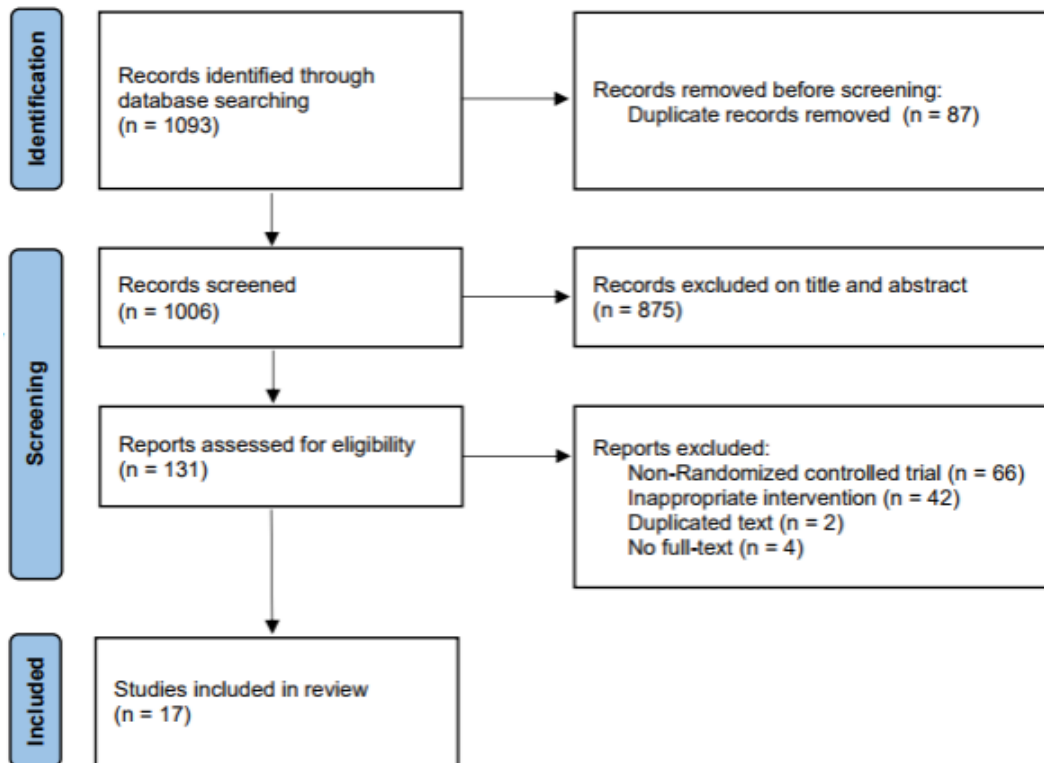 Identification
Records identified through
database searching
(n = 1093)
Records removed before screening:
Duplicate records removed (n = 87)
Screening
Records screened
(n = 1006)
Records excluded on title and abstract
(n = 875)
Reports assessed for eligibility
(n = 131)
Reports excluded:
Non-Randomized controlled trial (n = 66)
Inappropriate intervention (n = 42)
Duplicated text (n = 2)
No full-text (n = 4)
Included
Studies included in review
(n = 17)